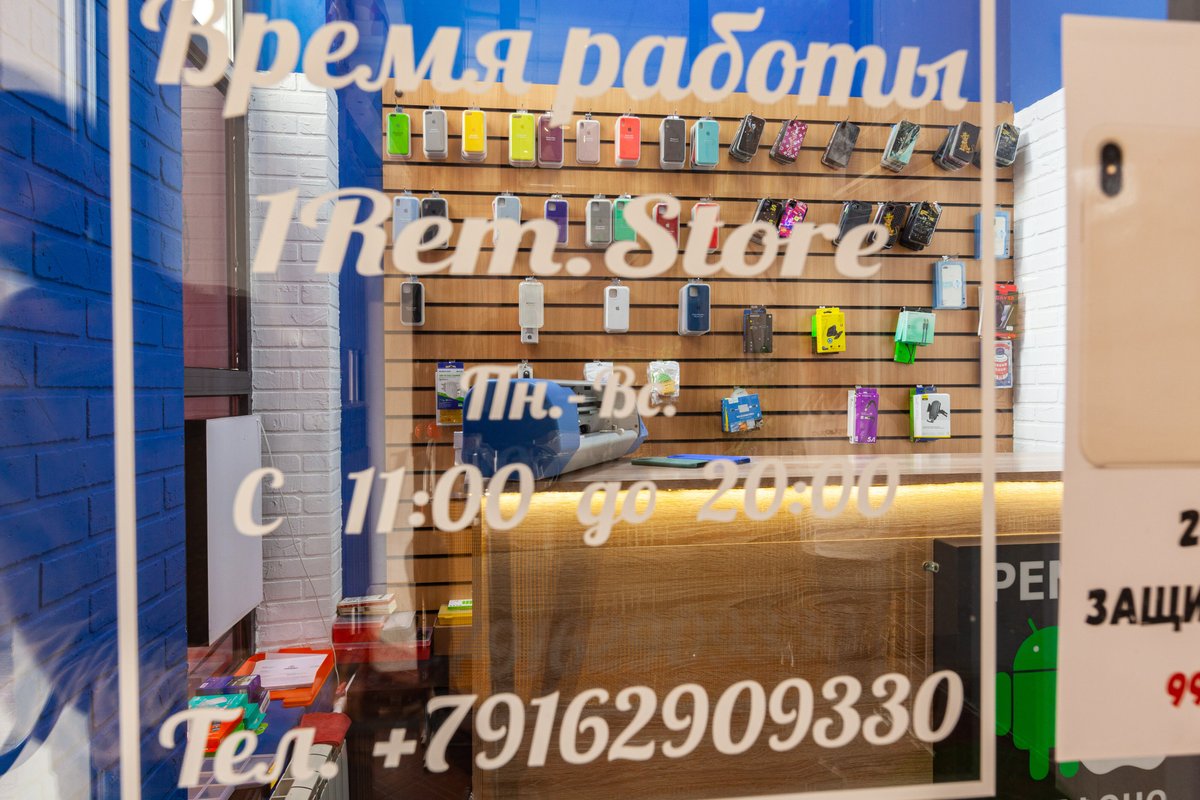 Время работы
1Rem.Store
Пн.-Вс.
с 11:00 до 20:00
Тел. +79162909330